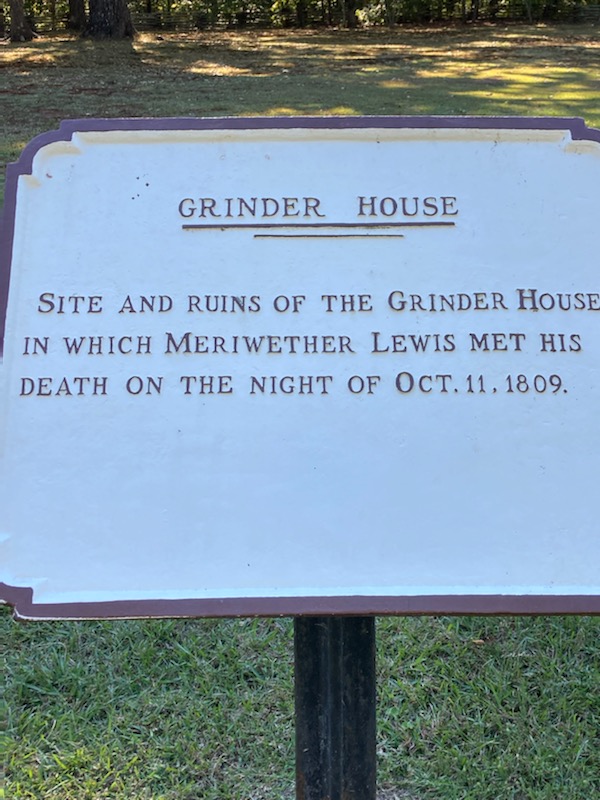 GRINDER HOUSE
SITE AND RUINS OF THE GRINDER HOUSE
IN WHICH MERIWETHER LEWIS MET HIS
DEATH ON THE NIGHT OF OCT. 11, 1809.